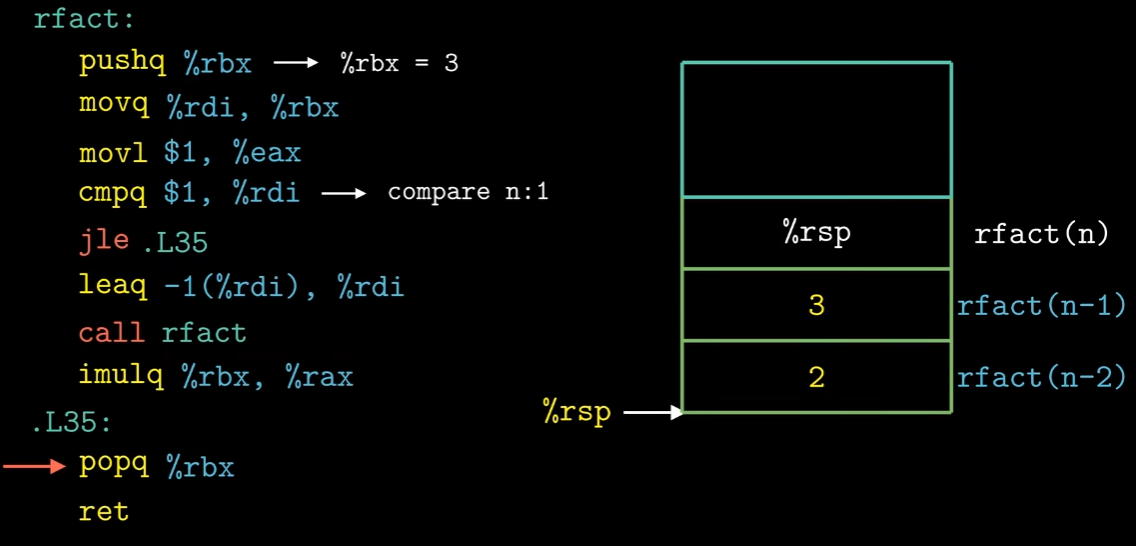 rfact:
pushq %rbx → %rbx = 3
movq %rdi, %rbx
movl $1, %eax
cmpq $1, %rdi → compare n:1
jle .L35
leaq -1(%rdi), %rdi
call rfact
imulq %rbx, %rax
.L35:
popq %rbx
ret
%rsp rfact(n)
3 rfact(n-1)
2 rfact(n-2)
%rsp →